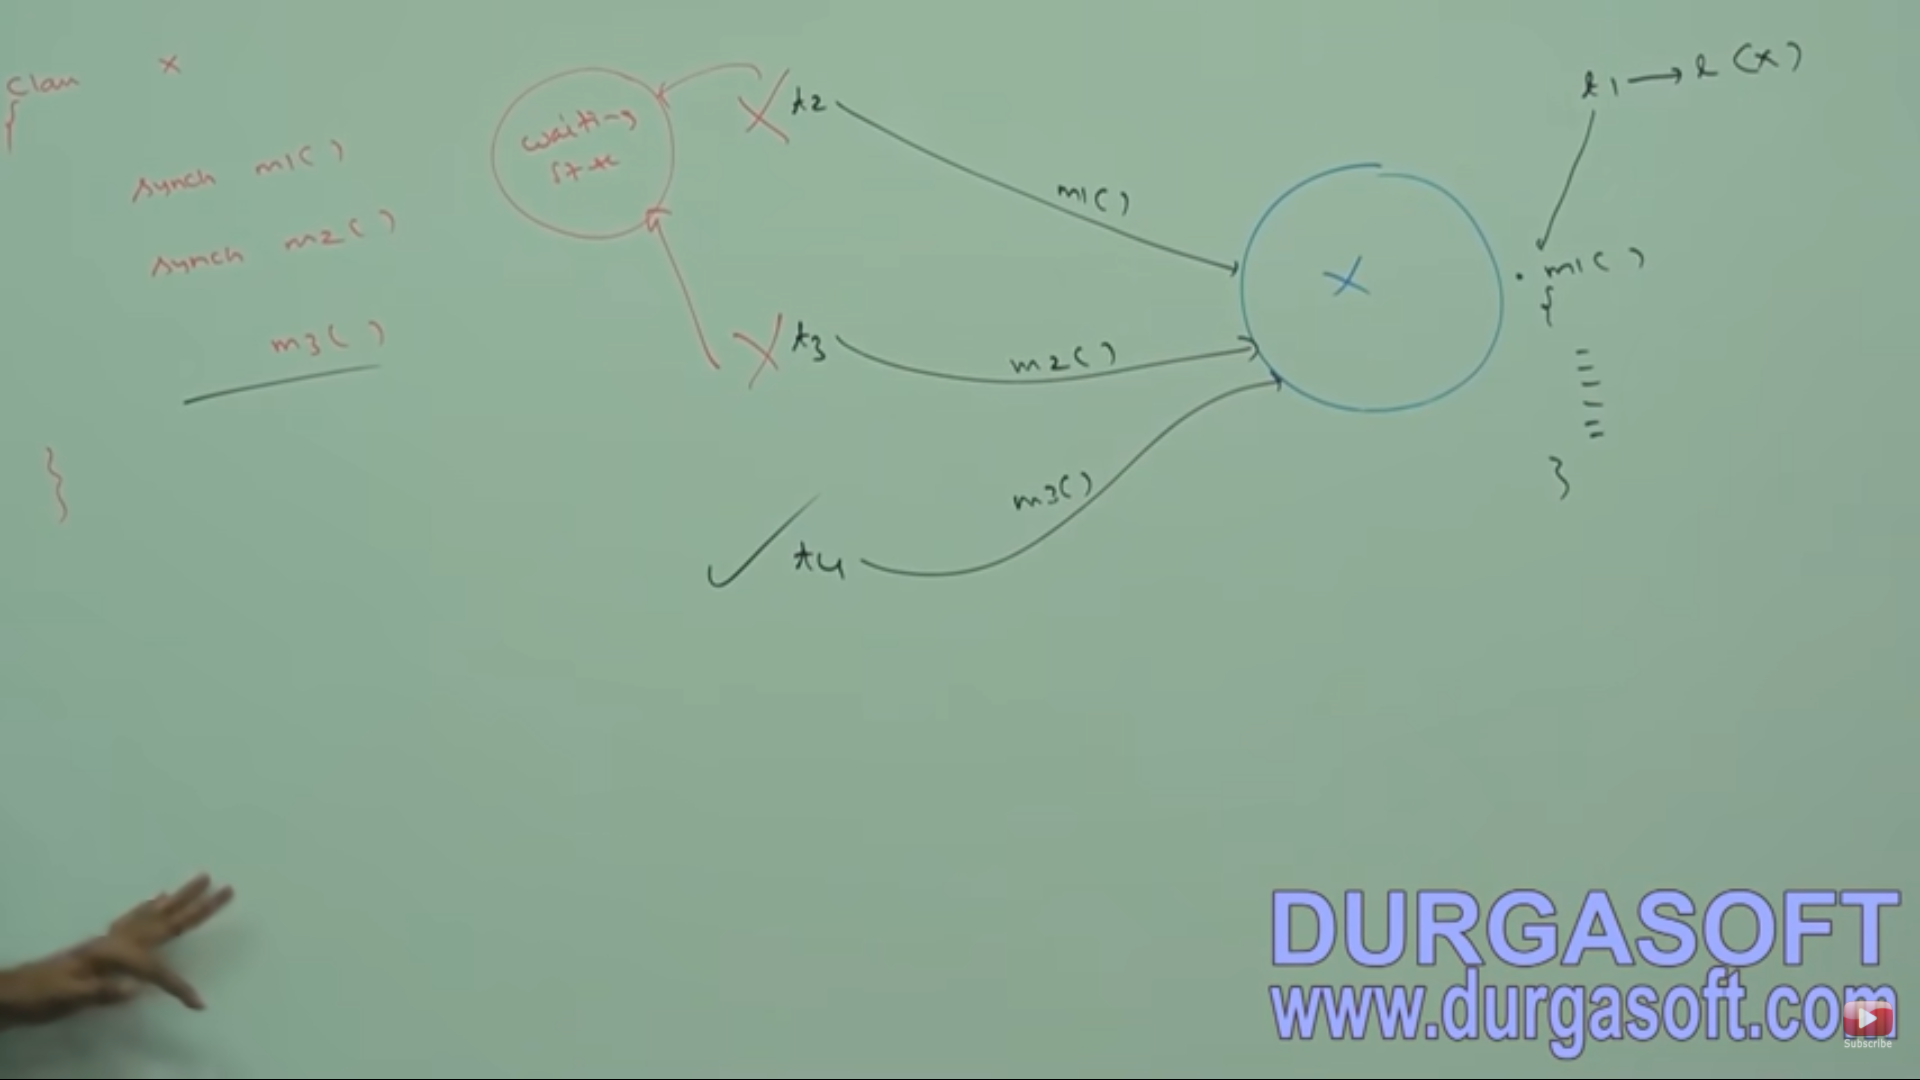 Class X
{
synch m1()
synch m2()
m3()
}
waiting
state
t2
m1()
t3
m2()
t4
m3()
X
t1 → l(X)
m1()
{
}
DURGASOFT
www.durgasoft.com
Subscribe